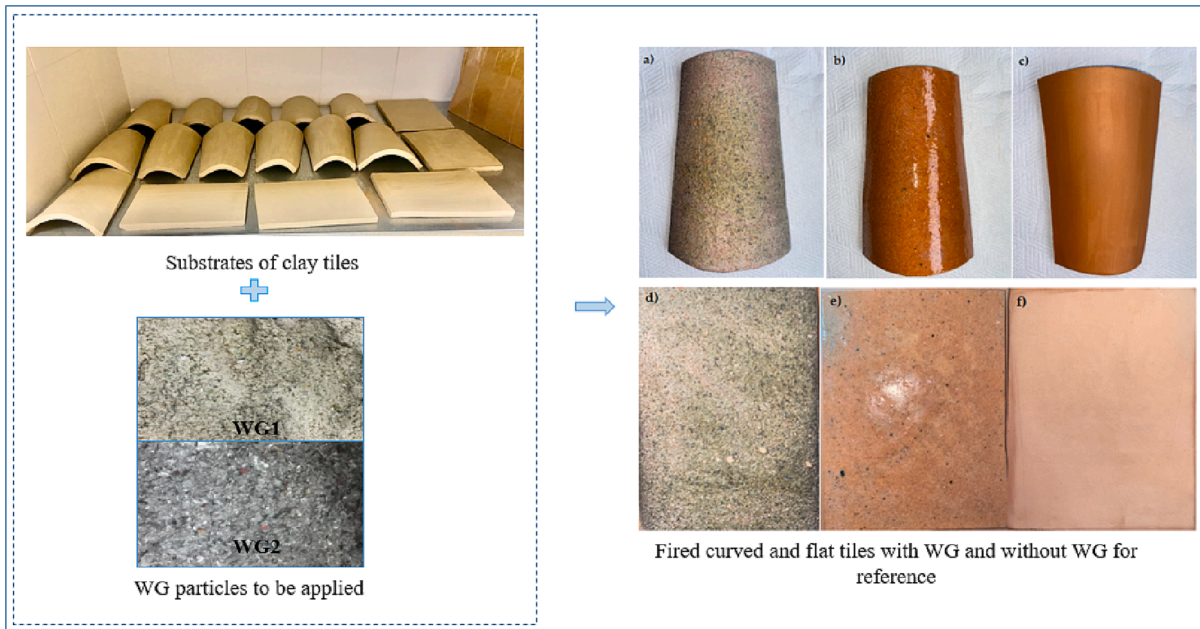 Substrates of clay tiles
WG1
WG2
WG particles to be applied
a)
b)
c)
d)
e)
f)
Fired curved and flat tiles with WG and without WG for
reference